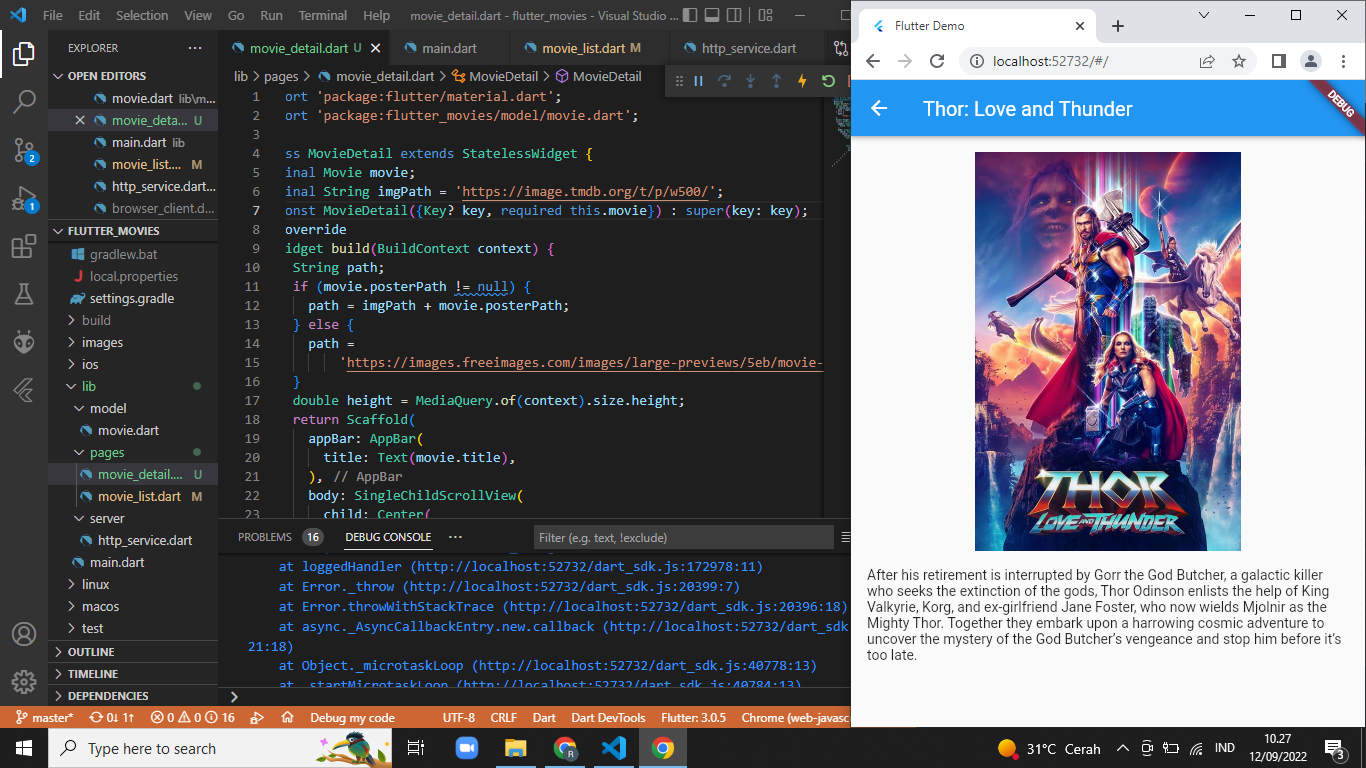 File Edit Selection View Go Run Terminal Help movie_detail.dart - flutter_movies - Visual Studio ...
EXPLORER
OPEN EDITORS
movie.dart lib\m...
movie_deta... U
main.dart lib
movie_list.... M
http_service.dart...
browser_client.d...
2
1
FLUTTER_MOVIES
gradlew.bat
local.properties
settings.gradle
build
images
ios
lib
model
movie.dart
pages
movie_detail.... U
movie_list.dart M
server
http_service.dart
main.dart
linux
macos
test
OUTLINE
TIMELINE
DEPENDENCIES
movie_detail.dart U main.dart movie_list.dart M http_service.dart
lib > pages > movie_detail.dart > MovieDetail > MovieDetail
1 ort 'package:flutter/material.dart';
2 ort 'package:flutter_movies/model/movie.dart';
3
4 ss MovieDetail extends StatelessWidget {
5 inal Movie movie;
6 inal String imgPath = 'https://image.tmdb.org/t/p/w500/';
7 onst MovieDetail({Key? key, required this.movie}) : super(key: key);
8 override
9 idget build(BuildContext context) {
10 String path;
11 if (movie.posterPath != null) {
12 path = imgPath + movie.posterPath;
13 } else {
14 path =
15 'https://images.freeimages.com/images/large-previews/5eb/movie-
16 }
17 double height = MediaQuery.of(context).size.height;
18 return Scaffold(
19 appBar: AppBar(
20 title: Text(movie.title),
21 ), // AppBar
22 body: SingleChildScrollView(
23 child: Center(
PROBLEMS 16 DEBUG CONSOLE ... Filter (e.g. text, !exclude)
at loggedHandler (http://localhost:52732/dart_sdk.js:172978:11)
at Error._throw (http://localhost:52732/dart_sdk.js:20399:7)
at Error.throwWithStackTrace (http://localhost:52732/dart_sdk.js:20396:18)
at async._AsyncCallbackEntry.new.callback (http://localhost:52732/dart_sdk
21:18)
at Object._microtaskLoop (http://localhost:52732/dart_sdk.js:40778:13)
at _startMicrotaskLoop (http://localhost:52732/dart_sdk.js:40784:13)
master* 0↓ 1↑ 0 0 16 Debug my code UTF-8 CRLF Dart Dart DevTools Flutter: 3.0.5 Chrome (web-javasc
Flutter Demo
localhost:52732/#/
Thor: Love and Thunder
DEBUG
THOR
LOVE AND THUNDER
After his retirement is interrupted by Gorr the God Butcher, a galactic killer
who seeks the extinction of the gods, Thor Odinson enlists the help of King
Valkyrie, Korg, and ex-girlfriend Jane Foster, who now wields Mjolnir as the
Mighty Thor. Together they embark upon a harrowing cosmic adventure to
uncover the mystery of the God Butcher’s vengeance and stop him before it’s
too late.
Type here to search
31°C Cerah
IND
10.27
12/09/2022
3